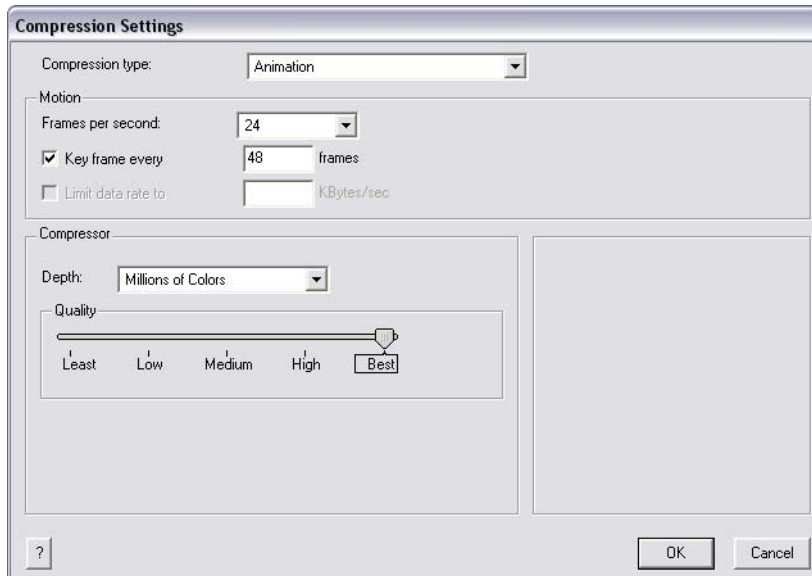 Compression Settings
Compression type: Animation
Motion
Frames per second: 24
Key frame every 48 frames
Limit data rate to KBytes/sec
Compressor
Depth: Millions of Colors
Quality
Least Low Medium High Best
? OK Cancel